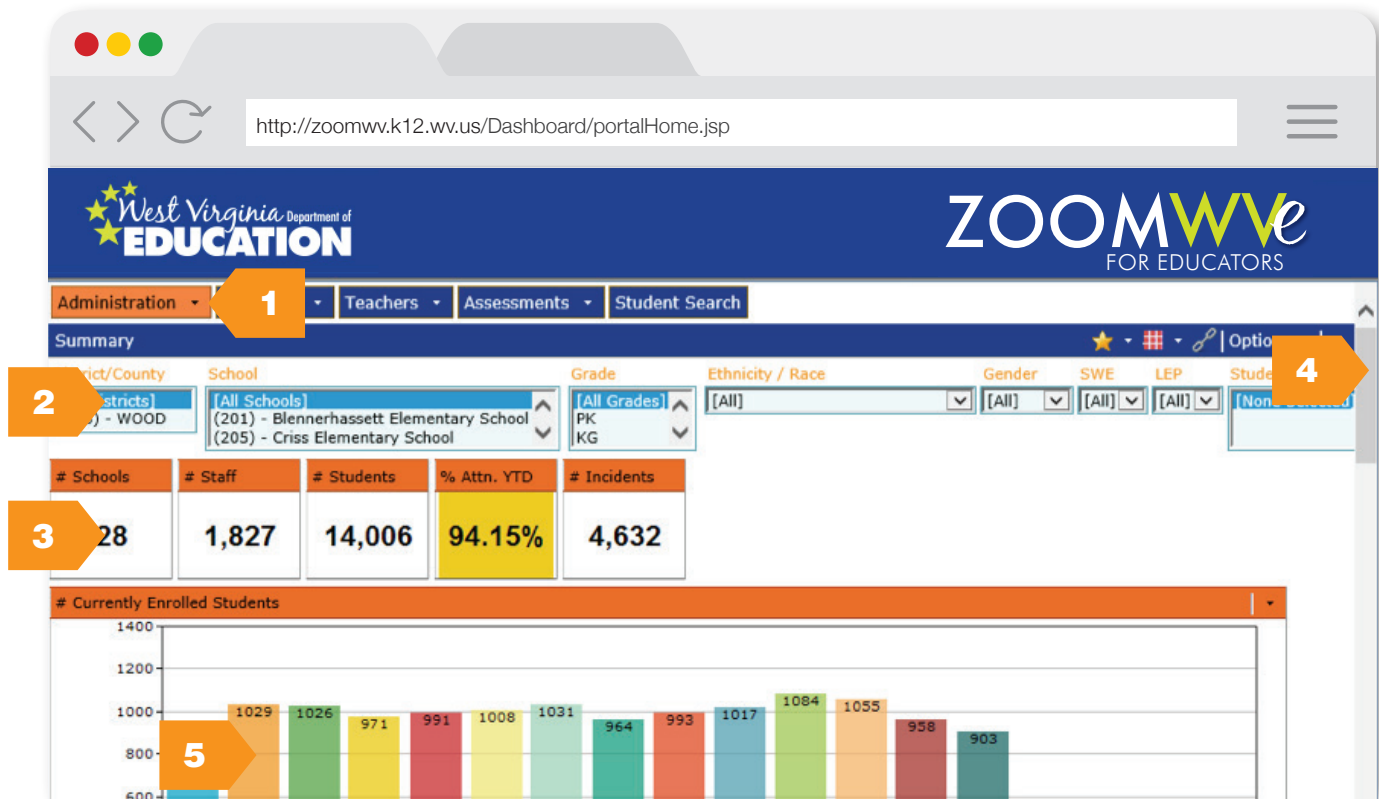 http://zoomwv.k12.wv.us/Dashboard/portalHome.jsp
West Virginia Department of
EDUCATION
ZOOMWVe
FOR EDUCATORS
Administration
1
Teachers
Assessments
Student Search
Summary
4
2
School
Grade
Ethnicity / Race
Gender
SWE
LEP
[All Schools]
[All Grades]
[All]
[All]
[All]
[All]
- WOOD
(201) - Blennerhassett Elementary School
PK
(205) - Criss Elementary School
KG
# Schools
# Staff
# Students
% Attn. YTD
# Incidents
3
28
1,827
14,006
94.15%
4,632
# Currently Enrolled Students
1400
1200
1000
800
600
1029
1026
971
991
1008
1031
964
993
1017
1084
1055
958
903
5